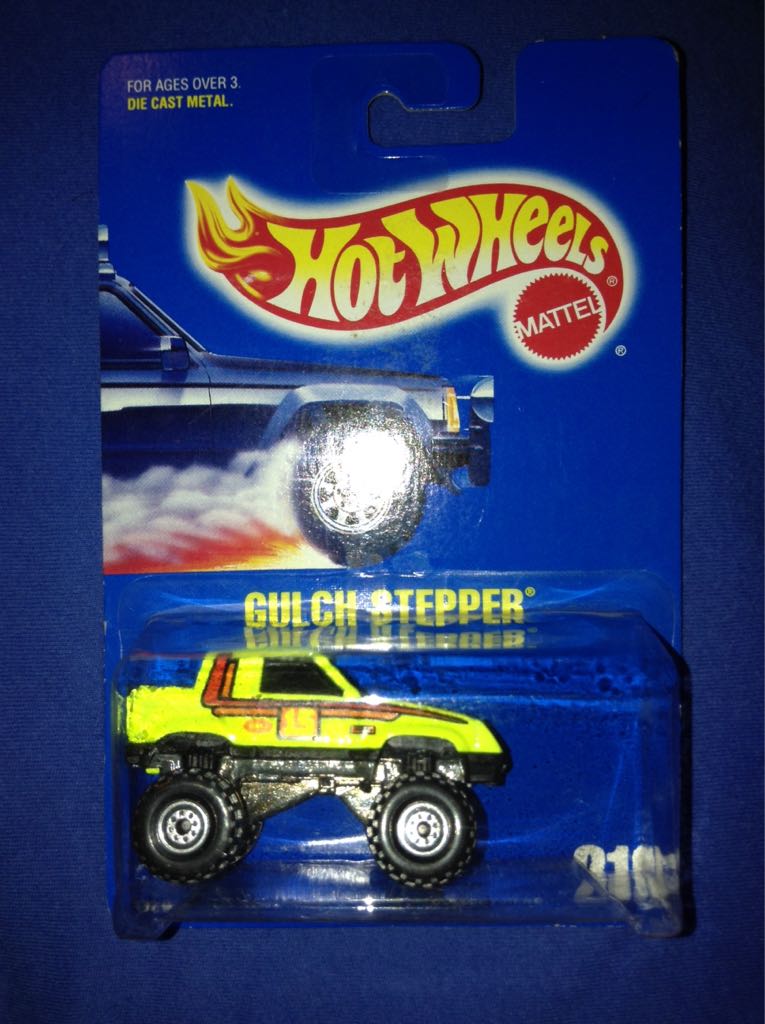 FOR AGES OVER 3.
DIE CAST METAL.
HOT WHEELS®
MATTEL
®
GULCH STEPPER®